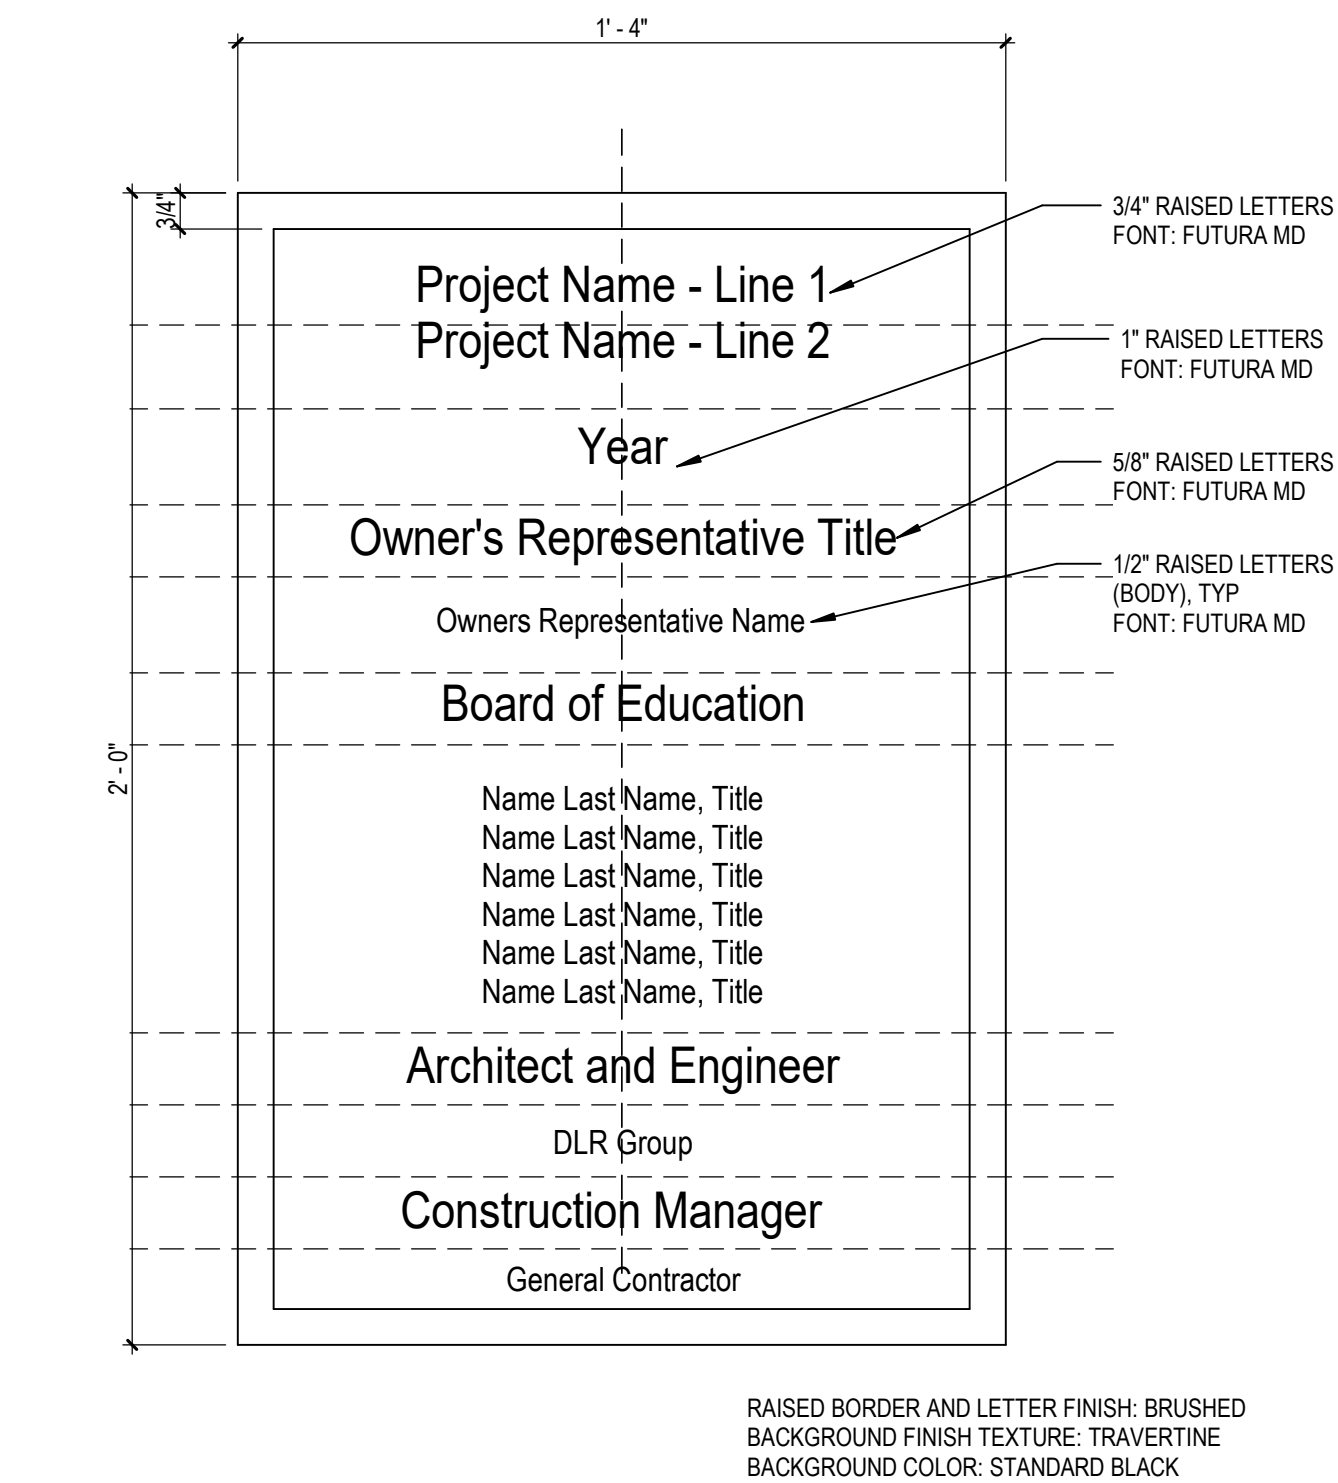 1' - 4"
3/4"
3/4" RAISED LETTERS
FONT: FUTURA MD
Project Name - Line 1
Project Name - Line 2
1" RAISED LETTERS
FONT: FUTURA MD
Year
5/8" RAISED LETTERS
FONT: FUTURA MD
Owner's Representative Title
1/2" RAISED LETTERS
(BODY), TYP
FONT: FUTURA MD
Owners Representative Name
Board of Education
2' - 0"
Name Last Name, Title
Name Last Name, Title
Name Last Name, Title
Name Last Name, Title
Name Last Name, Title
Name Last Name, Title
Architect and Engineer
DLR Group
Construction Manager
General Contractor
RAISED BORDER AND LETTER FINISH: BRUSHED
BACKGROUND FINISH TEXTURE: TRAVERTINE
BACKGROUND COLOR: STANDARD BLACK